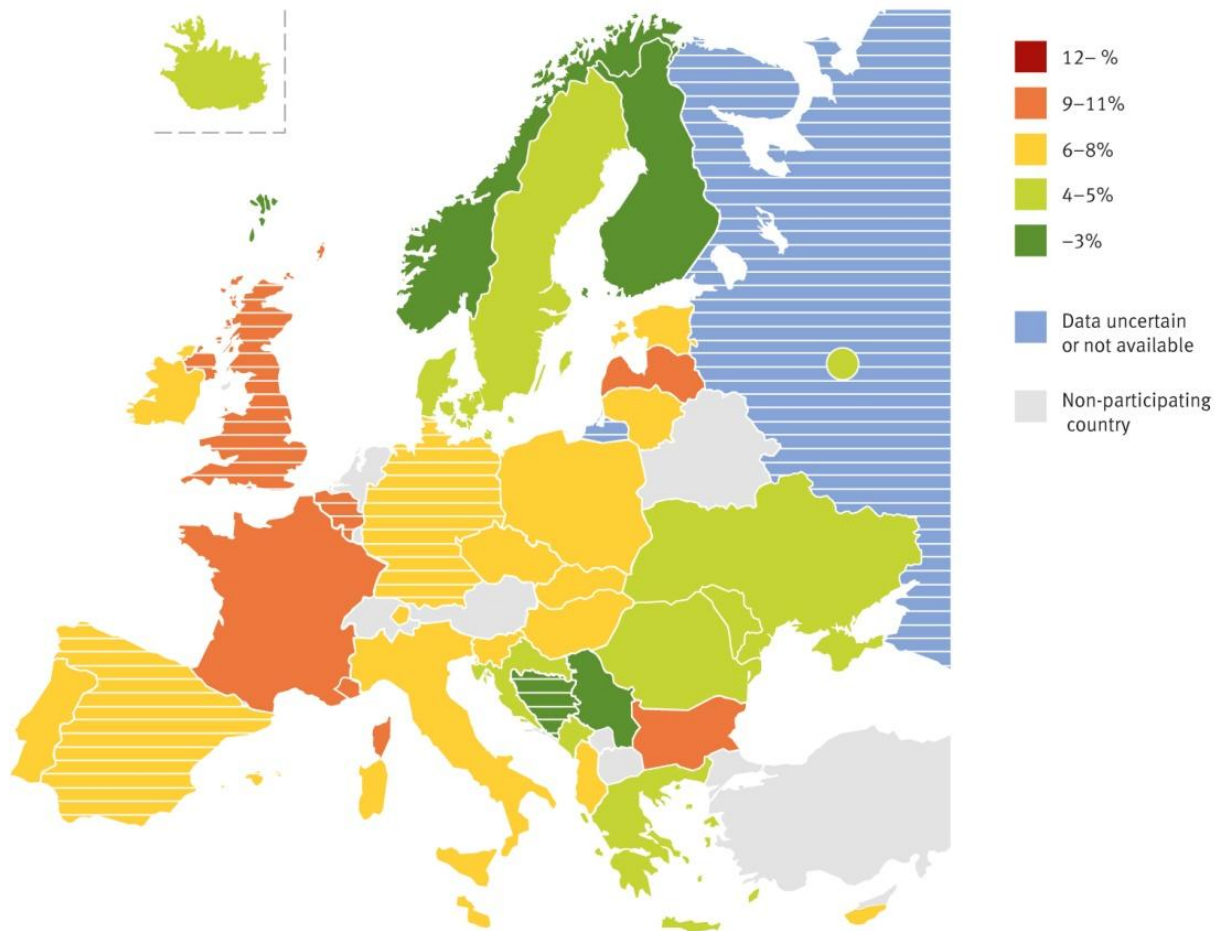 12– %
9–11%
6–8%
4–5%
–3%
Data uncertain
or not available
Non-participating
country